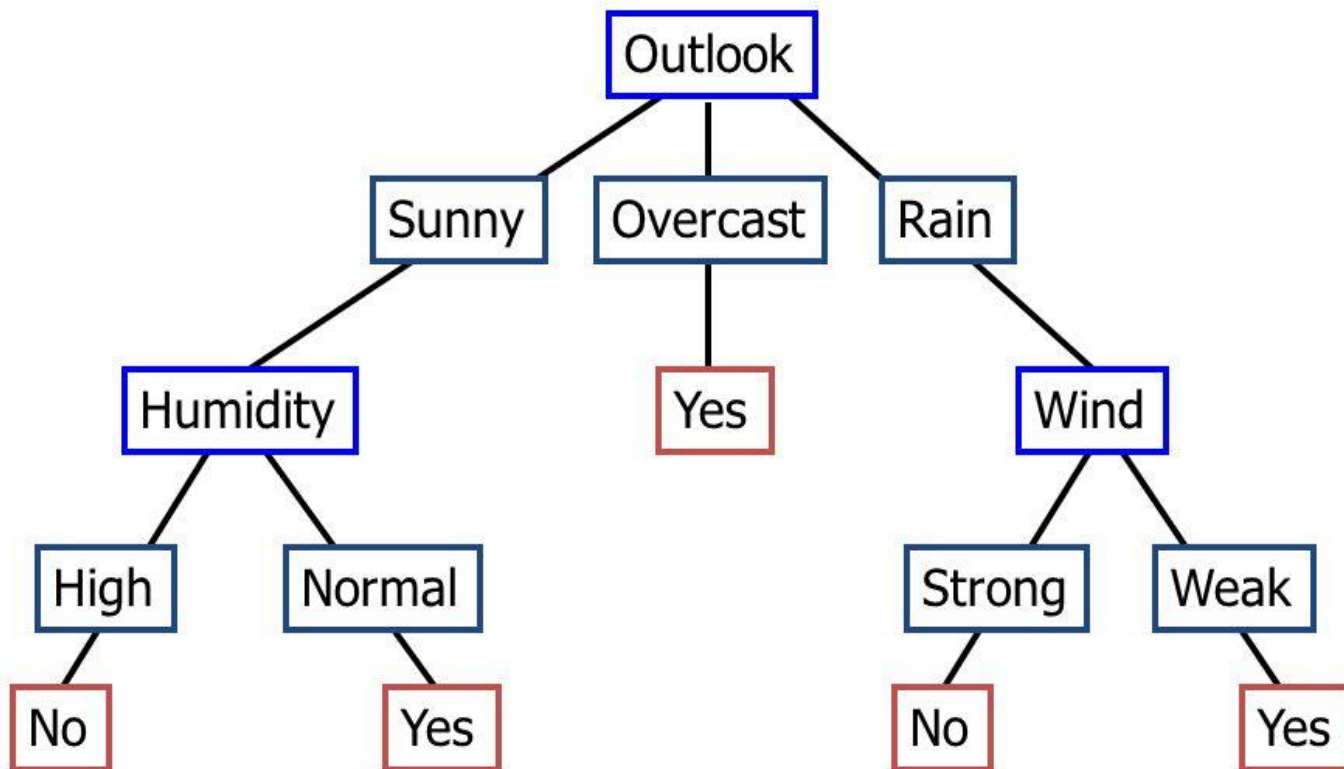 Outlook
Sunny Overcast Rain
Humidity Yes Wind
High Normal Strong Weak
No Yes No Yes